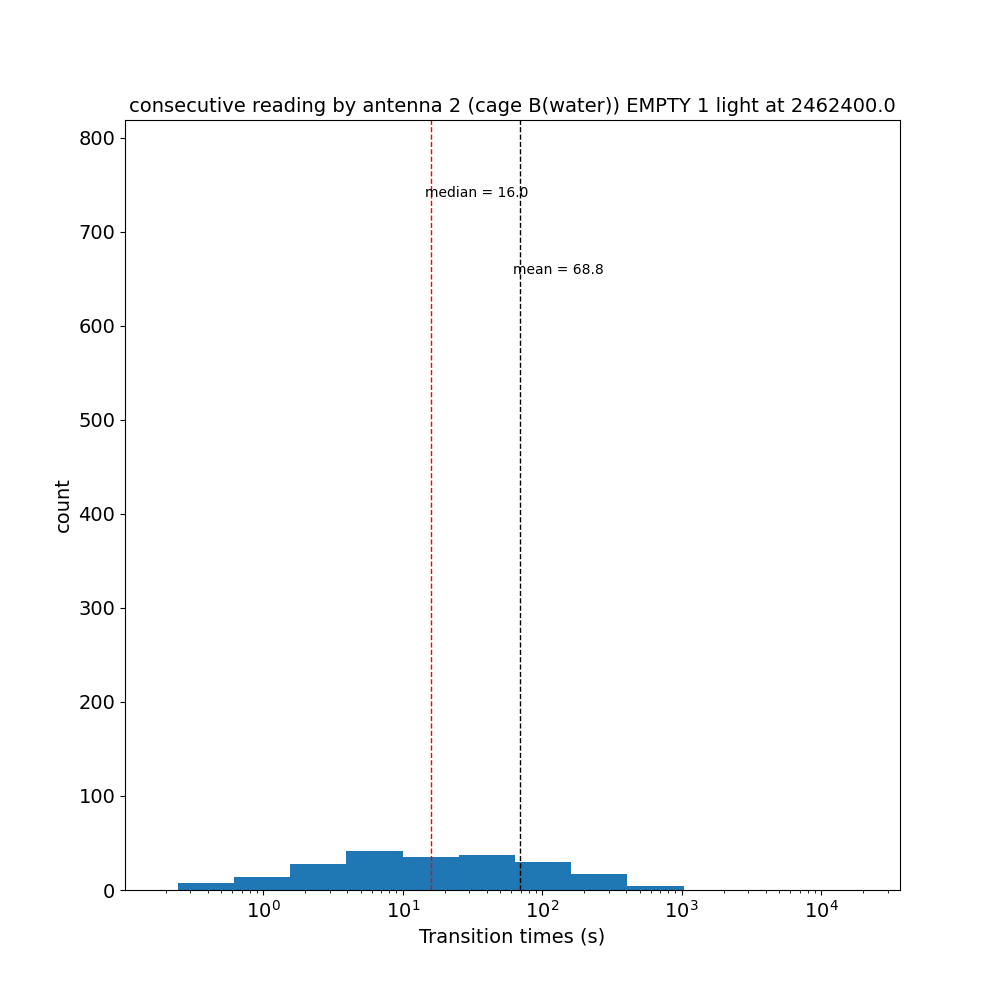 consecutive reading by antenna 2 (cage B(water)) EMPTY 1 light at 2462400.0
800
700
600
500
400
300
200
100
0
count
median = 16.0
mean = 68.8
10^0 10^1 10^2 10^3 10^4
Transition times (s)